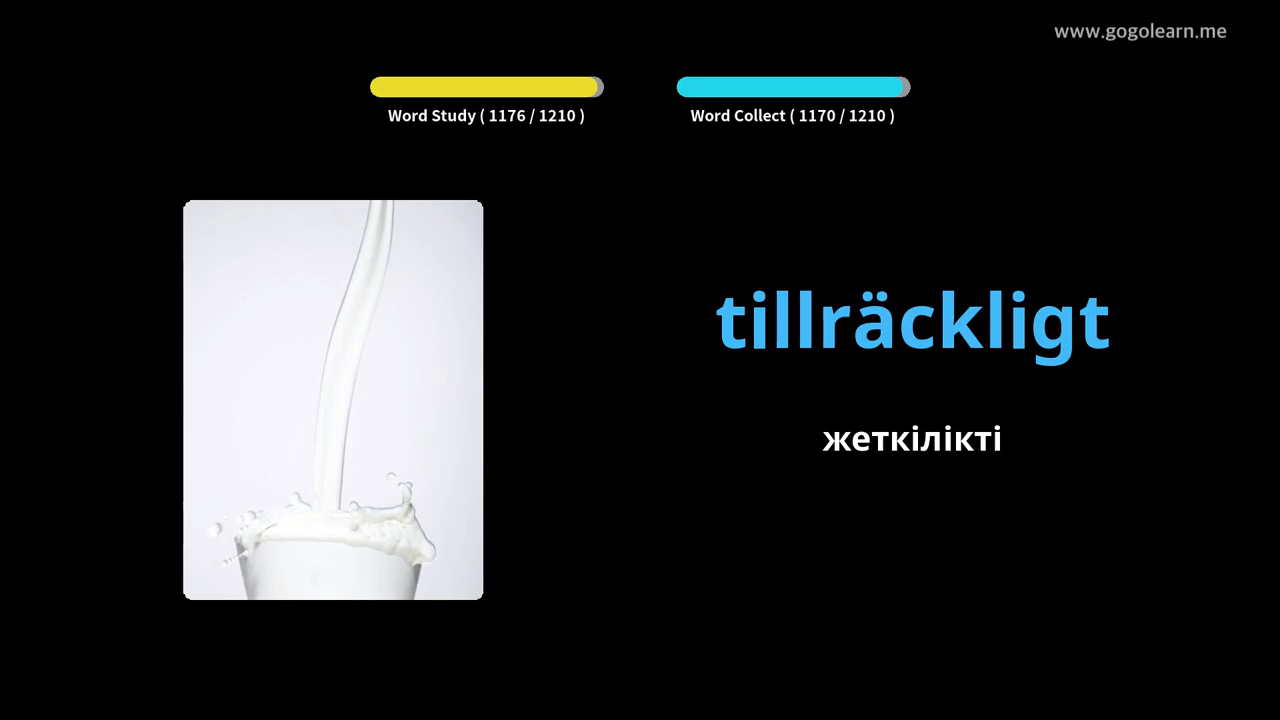 www.gogolearn.me
Word Study ( 1176 / 1210 )
Word Collect ( 1170 / 1210 )
tillräckligt
жеткілікті